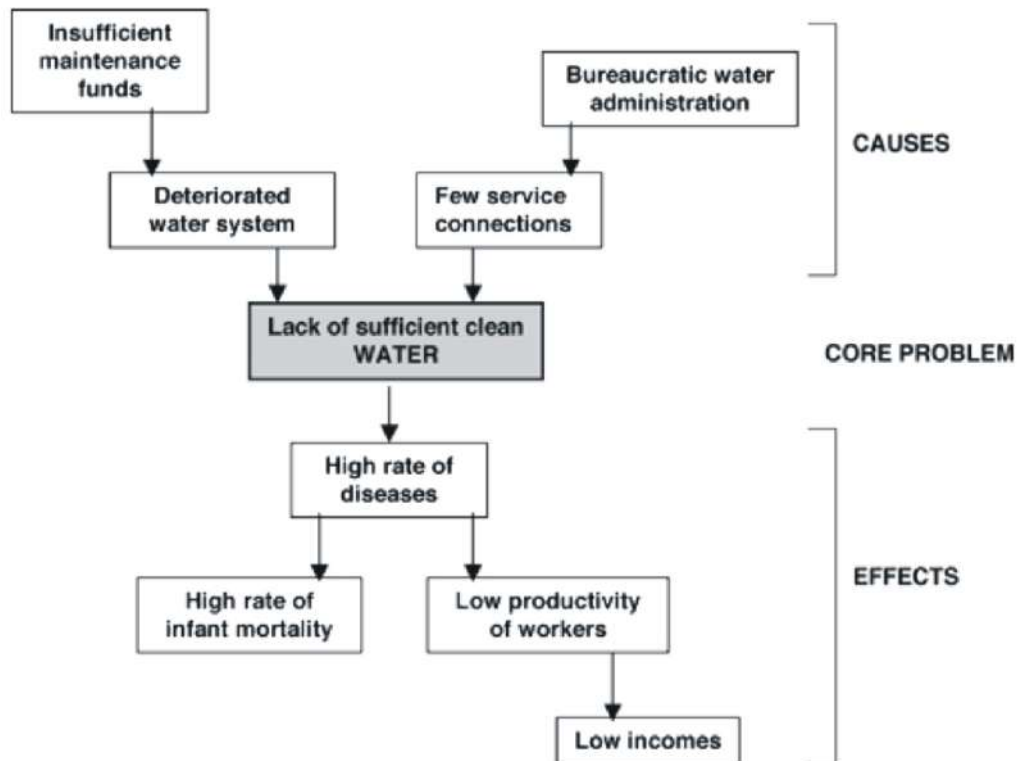 Insufficient
maintenance
funds
Bureaucratic water
administration
CAUSES
Deteriorated
water system
Few service
connections
Lack of sufficient clean
WATER
CORE PROBLEM
High rate of
diseases
EFFECTS
High rate of
infant mortality
Low productivity
of workers
Low incomes